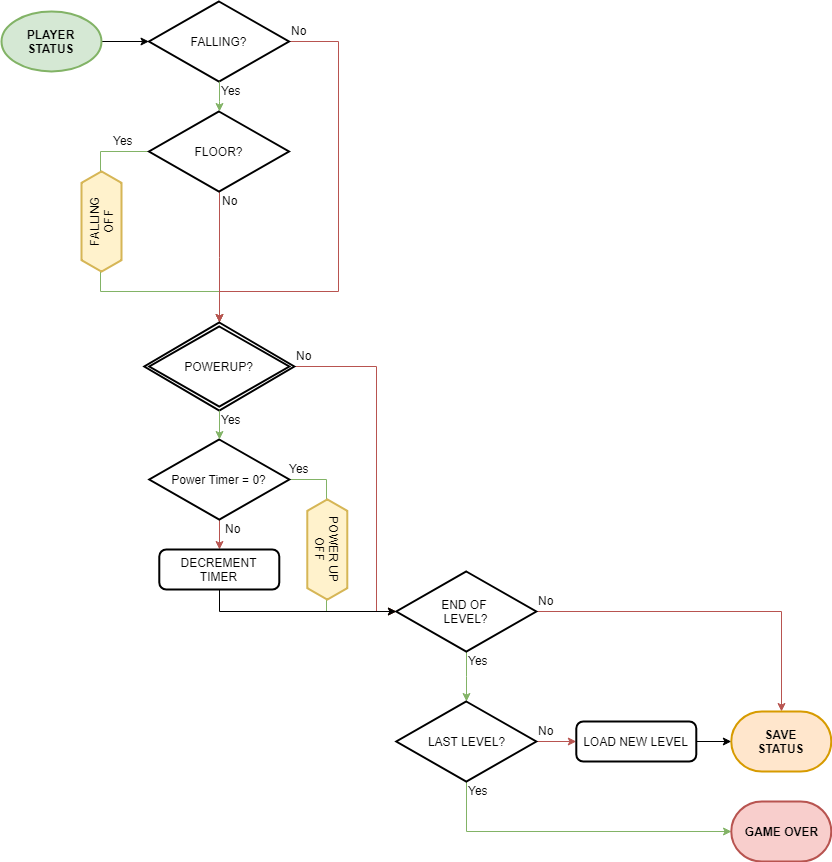 PLAYER
STATUS
FALLING?
No
Yes
FLOOR?
Yes
No
FALLING
OFF
POWERUP?
No
Yes
Power Timer = 0?
Yes
No
POWER UP
OFF
DECREMENT
TIMER
END OF
LEVEL?
No
Yes
LAST LEVEL?
No
LOAD NEW LEVEL
SAVE
STATUS
Yes
GAME OVER